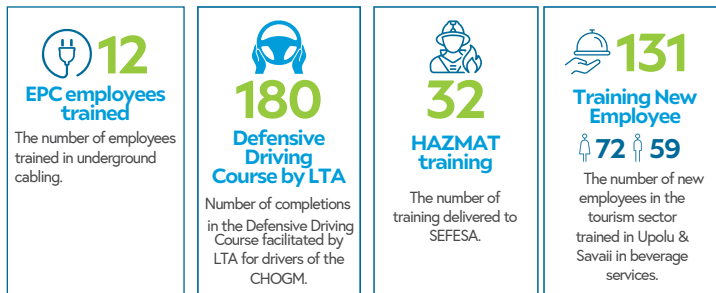 12
EPC employees
trained
The number of employees
trained in underground
cabling.
180
Defensive
Driving
Course by LTA
Number of completions
in the Defensive Driving
Course facilitated by
LTA for drivers of the
CHOGM.
32
HAZMAT
training
The number of
training delivered to
SEFESA.
131
Training New
Employee
72 59
The number of new
employees in the
tourism sector
trained in Upolu &
Savaii in beverage
services.